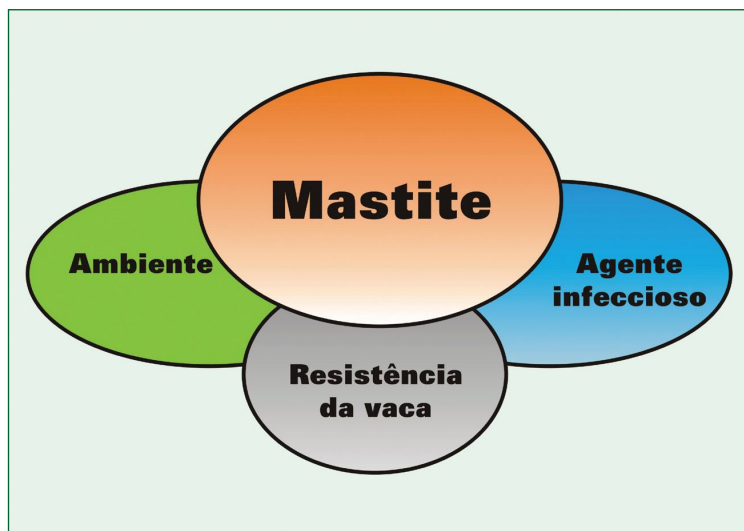 Mastite
Ambiente
Agente
infeccioso
Resistência
da vaca